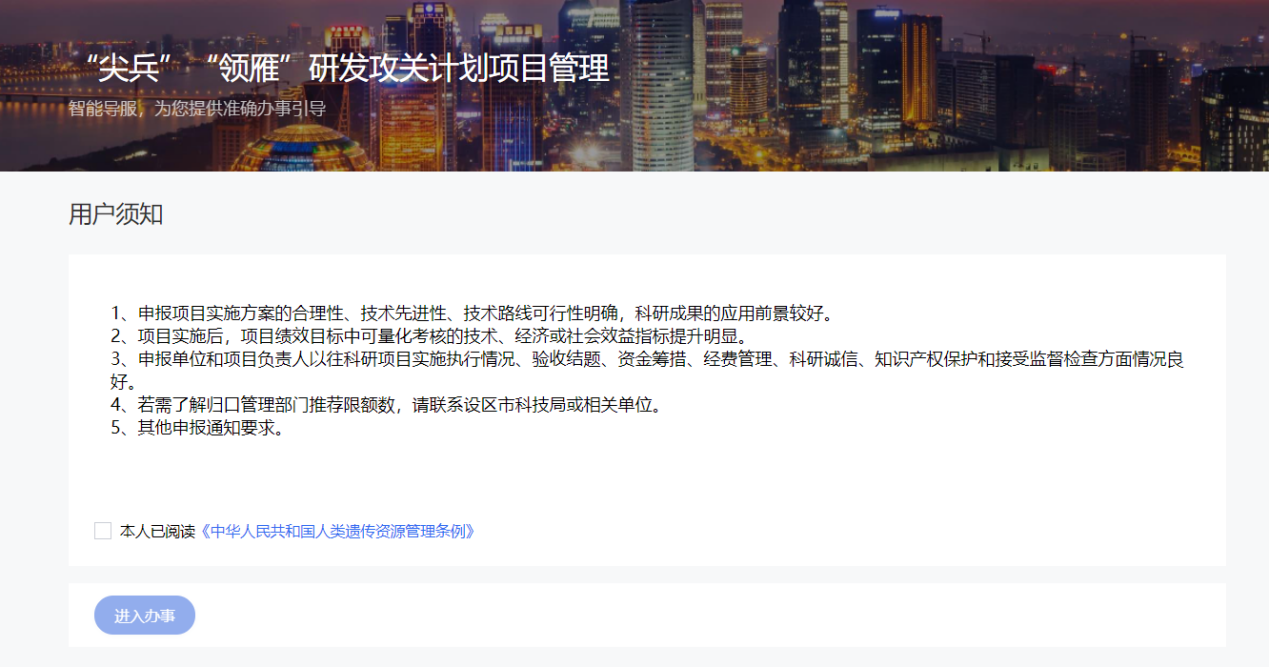 “尖兵” “领雁” 研发攻关计划项目管理
智能导服，为您提供准确办事引导
用户须知
1、申报项目实施方案的合理性、技术先进性、技术路线可行性明确，科研成果的应用前景较好。
2、项目实施后，项目绩效目标中可量化考核的技术、经济或社会效益指标提升明显。
3、申报单位和项目负责人以往科研项目实施执行情况、验收结题、资金筹措、经费管理、科研诚信、知识产权保护和接受监督检查方面情况良
好。
4、若需了解归口管理部门推荐限额数，请联系设区市科技局或相关单位。
5、其他申报通知要求。
本人已阅读《中华人民共和国人类遗传资源管理条例》
进入办事